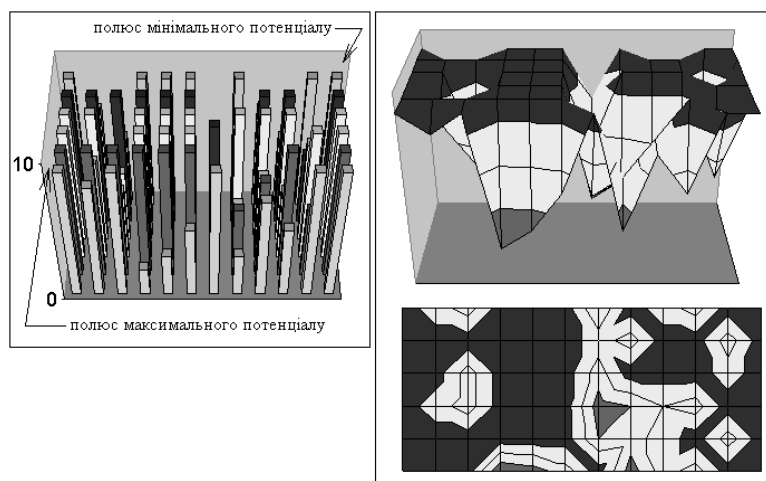 полюс мінімального потенціалу
10
0
полюс максимального потенціалу